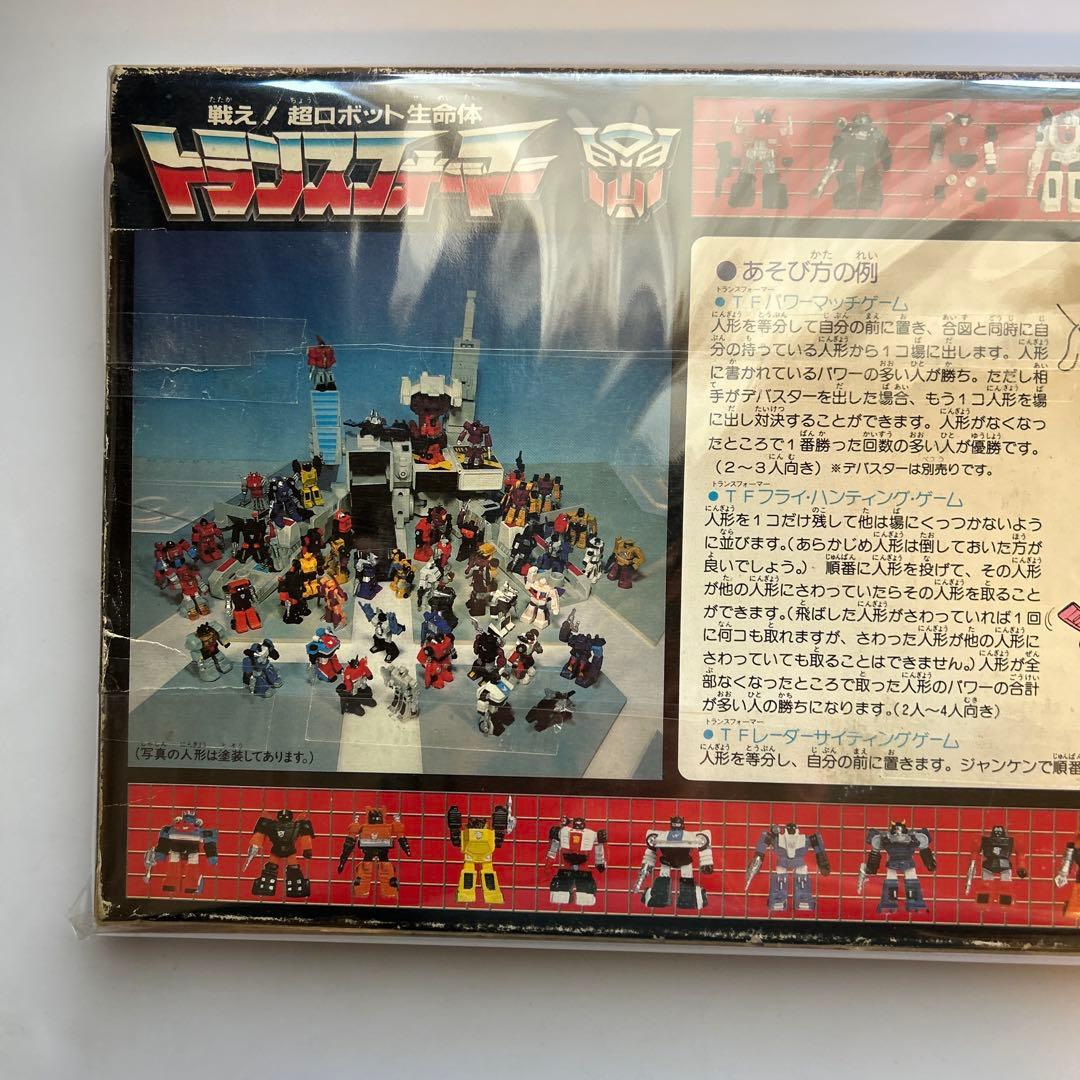 戦え！超ロボット生命体
トランスフォーマー
●あそび方の例
●TFパワーマッチゲーム
人形を等分して自分の前に置き、合図と同時に自
分の持っている人形から1コ場に出します。人形
に書かれているパワーの多い人が勝ち。ただし相
手がデバスターを出した場合、もう1コ人形を場
に出し対決することができます。人形がなくなっ
たところで1番勝った回数の多い人が優勝です。
(2〜3人向き)※デバスターは別売りです。
●TFフライ・ハンティング・ゲーム
人形を1コだけ残して他は場にくっつかないよう
に並びます。(あらかじめ人形は倒しておいた方が
良いでしょう。)順番に人形を投げて、その人形
が他の人形にさわっていたらその人形を取ること
ができます。(飛ばした人形がさわっていれば1回
に何コも取れますが、さわった人形が他の人形に
さわっていても取ることはできません。)人形が全
部なくなったところで取った人形のパワーの合計
が多い人の勝ちになります。(2人〜4人向き)
●TFレーダーサイティングゲーム
人形を等分し、自分の前に置きます。ジャンケンで順番
(写真の人形は塗装してあります。)